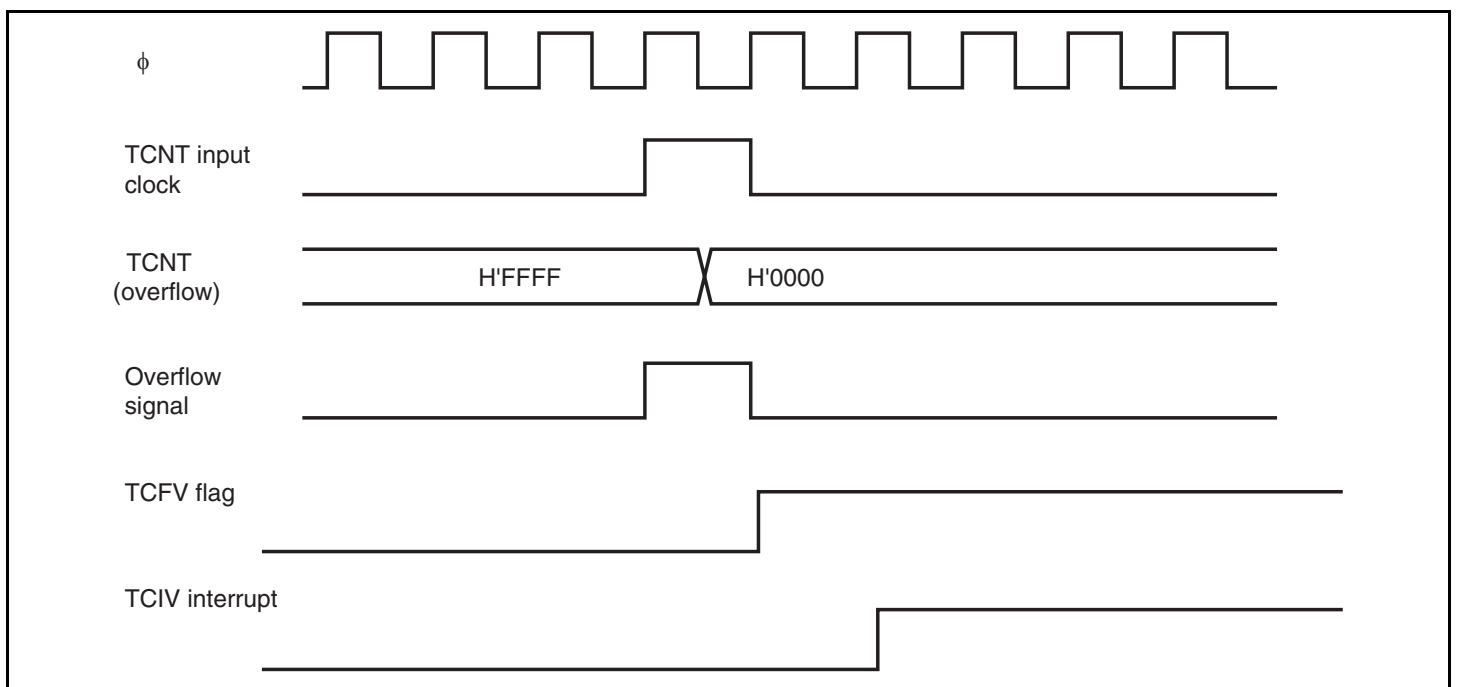 ϕ
TCNT input
clock
TCNT
(overflow)
H'FFFF
H'0000
Overflow
signal
TCFV flag
TCIV interrupt